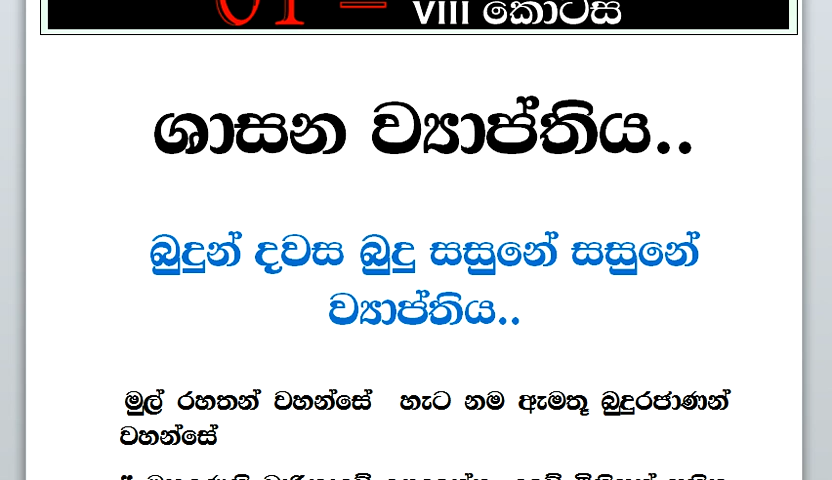 viii කොටස
ශාසන ව්‍යාප්තිය..
බුදුන් දවස බුදු සසුනේ සසුනේ
ව්‍යාප්තිය..
මුල් රහතන් වහන්සේ හැට නම ඇමතූ බුදුරජාණන්
වහන්සේ